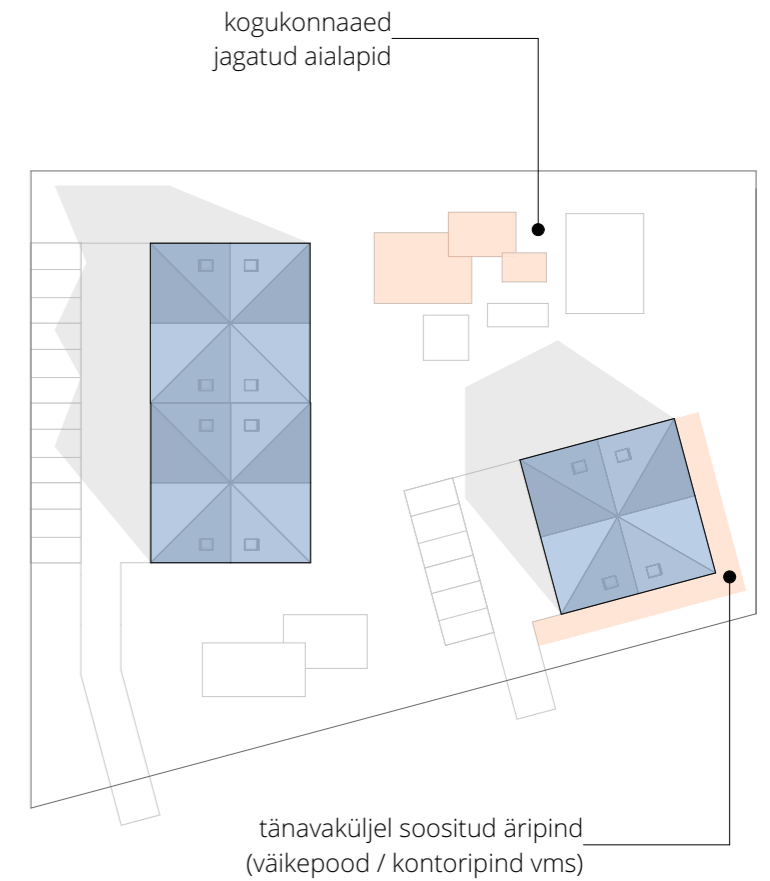 kogukonnaaed
jagatud aialapid
tänavaküljel soositud äripind
(väikepood / kontoripind vms)